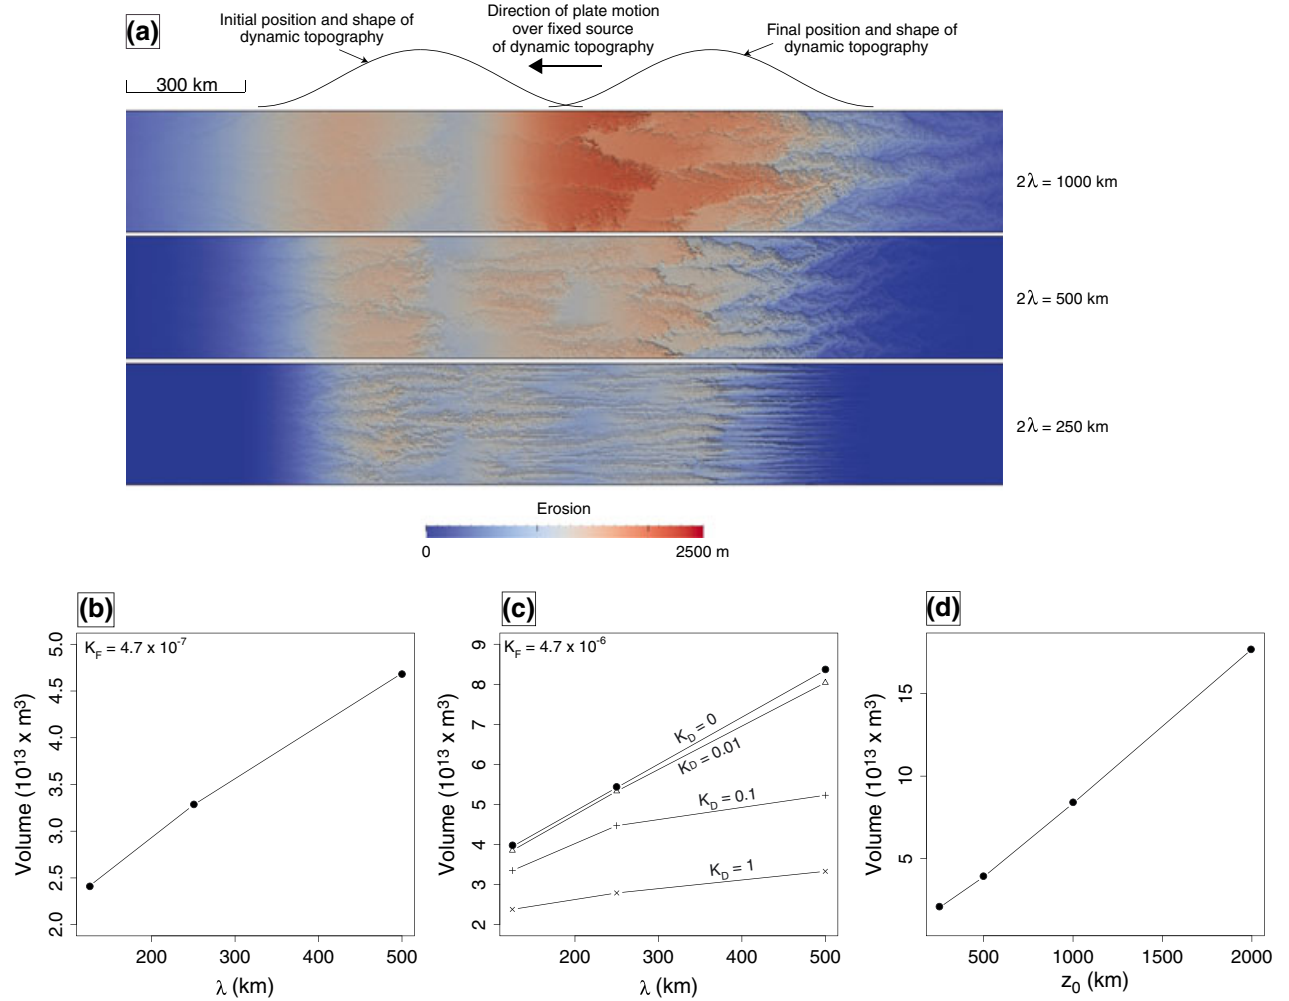 (a)
Initial position and shape of
dynamic topography
Direction of plate motion
over fixed source
of dynamic topography
Final position and shape of
dynamic topography
300 km
2λ = 1000 km
2λ = 500 km
2λ = 250 km
Erosion
0
2500 m
(b)
K_F = 4.7 x 10^-7
Volume (10^13 x m^3)
5.0
4.5
4.0
3.5
3.0
2.5
2.0
200 300 400 500
λ (km)
(c)
K_F = 4.7 x 10^-6
Volume (10^13 x m^3)
9
8
7
6
5
4
3
2
K_D = 0
K_D = 0.01
K_D = 0.1
K_D = 1
200 300 400 500
λ (km)
(d)
Volume (10^13 x m^3)
15
10
5
500 1000 1500 2000
z_0 (km)